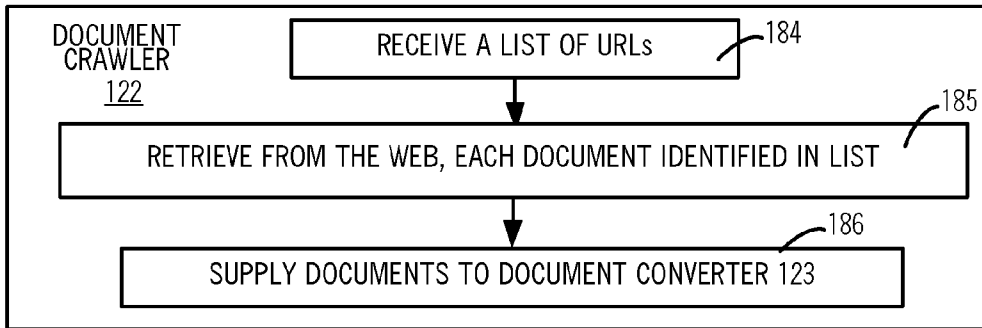 DOCUMENT
CRAWLER
122
RECEIVE A LIST OF URLs
184
RETRIEVE FROM THE WEB, EACH DOCUMENT IDENTIFIED IN LIST
185
SUPPLY DOCUMENTS TO DOCUMENT CONVERTER 123
186